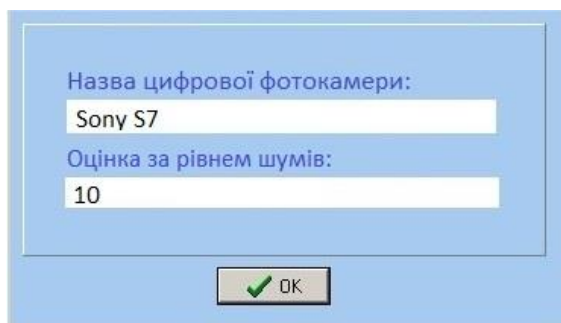 Назва цифрової фотокамери:
Sony S7
Оцінка за рівнем шумів:
10
OK